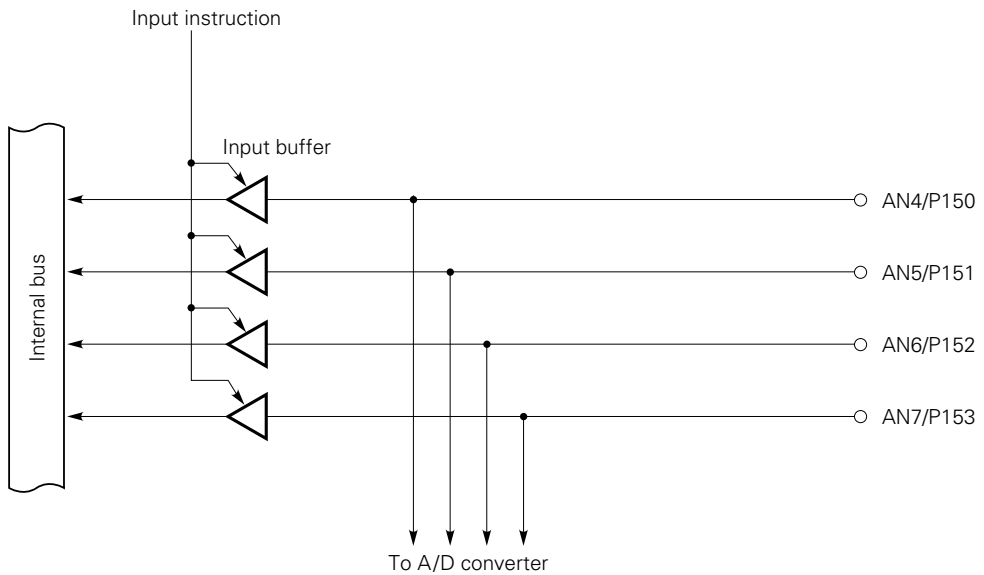 Input instruction
Input buffer
AN4/P150
AN5/P151
Internal bus
AN6/P152
AN7/P153
To A/D converter